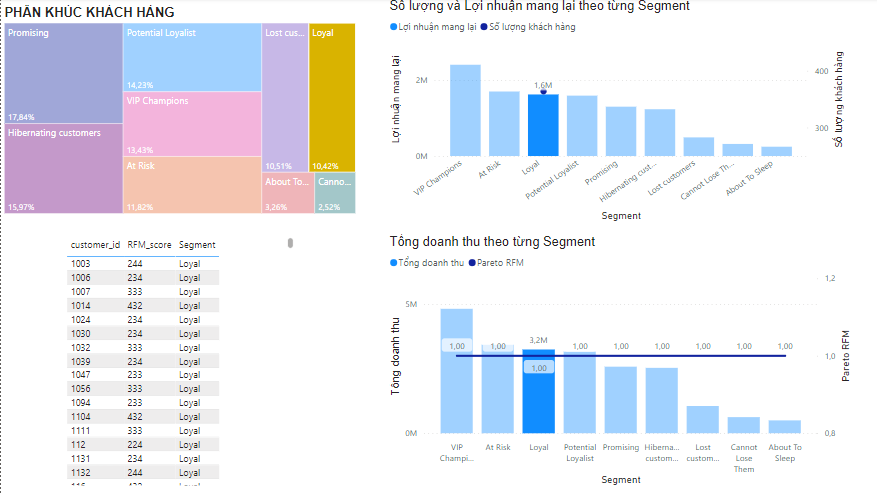 PHÂN KHÚC KHÁCH HÀNG
Promising
17,84%
Hibernating customers
15,97%
Potential Loyalist
14,23%
VIP Champions
13,43%
At Risk
11,82%
Lost cus...
10,51%
Loyal
10,42%
About To...
3,26%
Canno...
2,52%
Số lượng và Lợi nhuận mang lại theo từng Segment
Lợi nhuận mang lại Số lượng khách hàng
Lợi nhuận mang lại
2M
0M
1,6M
400
300
Số lượng khách hàng
VIP Champions
At Risk
Loyal
Potential Loyalist
Promising
Hibernating cust...
Lost customers
Cannot Lose Th...
About To Sleep
Segment
customer_id RFM_score Segment
1003 244 Loyal
1006 234 Loyal
1007 333 Loyal
1014 432 Loyal
1024 234 Loyal
1030 234 Loyal
1032 333 Loyal
1039 234 Loyal
1047 233 Loyal
1056 333 Loyal
1094 233 Loyal
1104 432 Loyal
1111 333 Loyal
112 224 Loyal
1131 234 Loyal
1132 244 Loyal
Tổng doanh thu theo từng Segment
Tổng doanh thu Pareto RFM
Tổng doanh thu
5M
0M
1,00 1,00 3,2M 1,00 1,00 1,00 1,00 1,00 1,00
1,00
1,2
1,0
0,8
Pareto RFM
VIP Champi...
At Risk
Loyal
Potential Loyalist
Promising
Hiberna... custom...
Lost custom...
Cannot Lose Them
About To Sleep
Segment